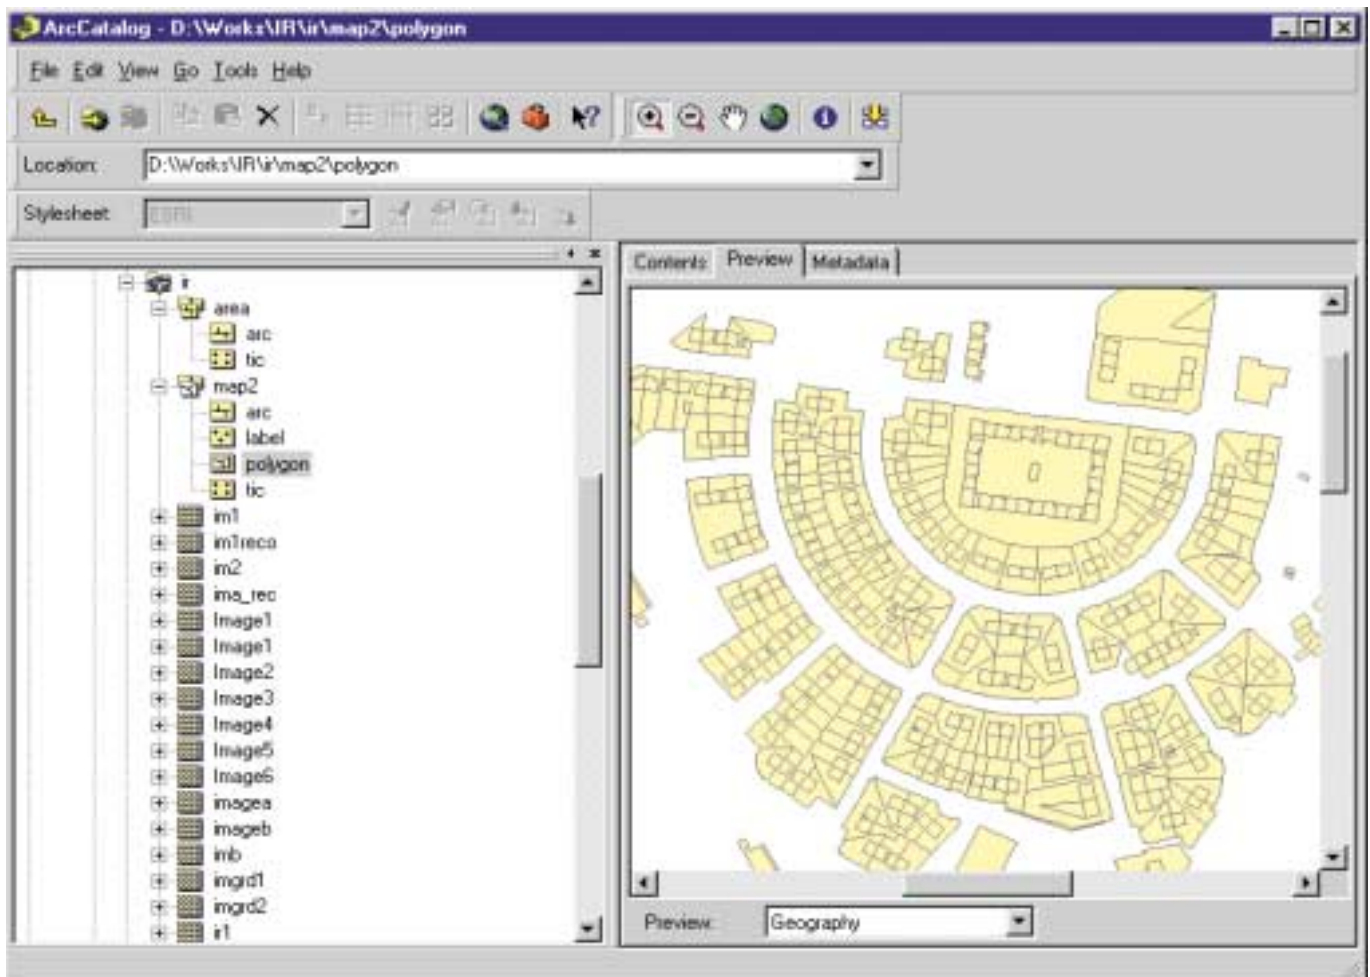 ArcCatalog - D:\Works\IR\ir\map2\polygon
File Edit View Go Tools Help
Location: D:\Works\IR\ir\map2\polygon
Stylesheet: ESRI
Contents Preview Metadata
ir
area
arc
tic
map2
arc
label
polygon
tic
im1
im1reco
im2
ima_rec
Image1
Image1
Image2
Image3
Image4
Image5
Image6
imagea
imageb
imb
imgrd1
imgrd2
ir1
Preview: Geography